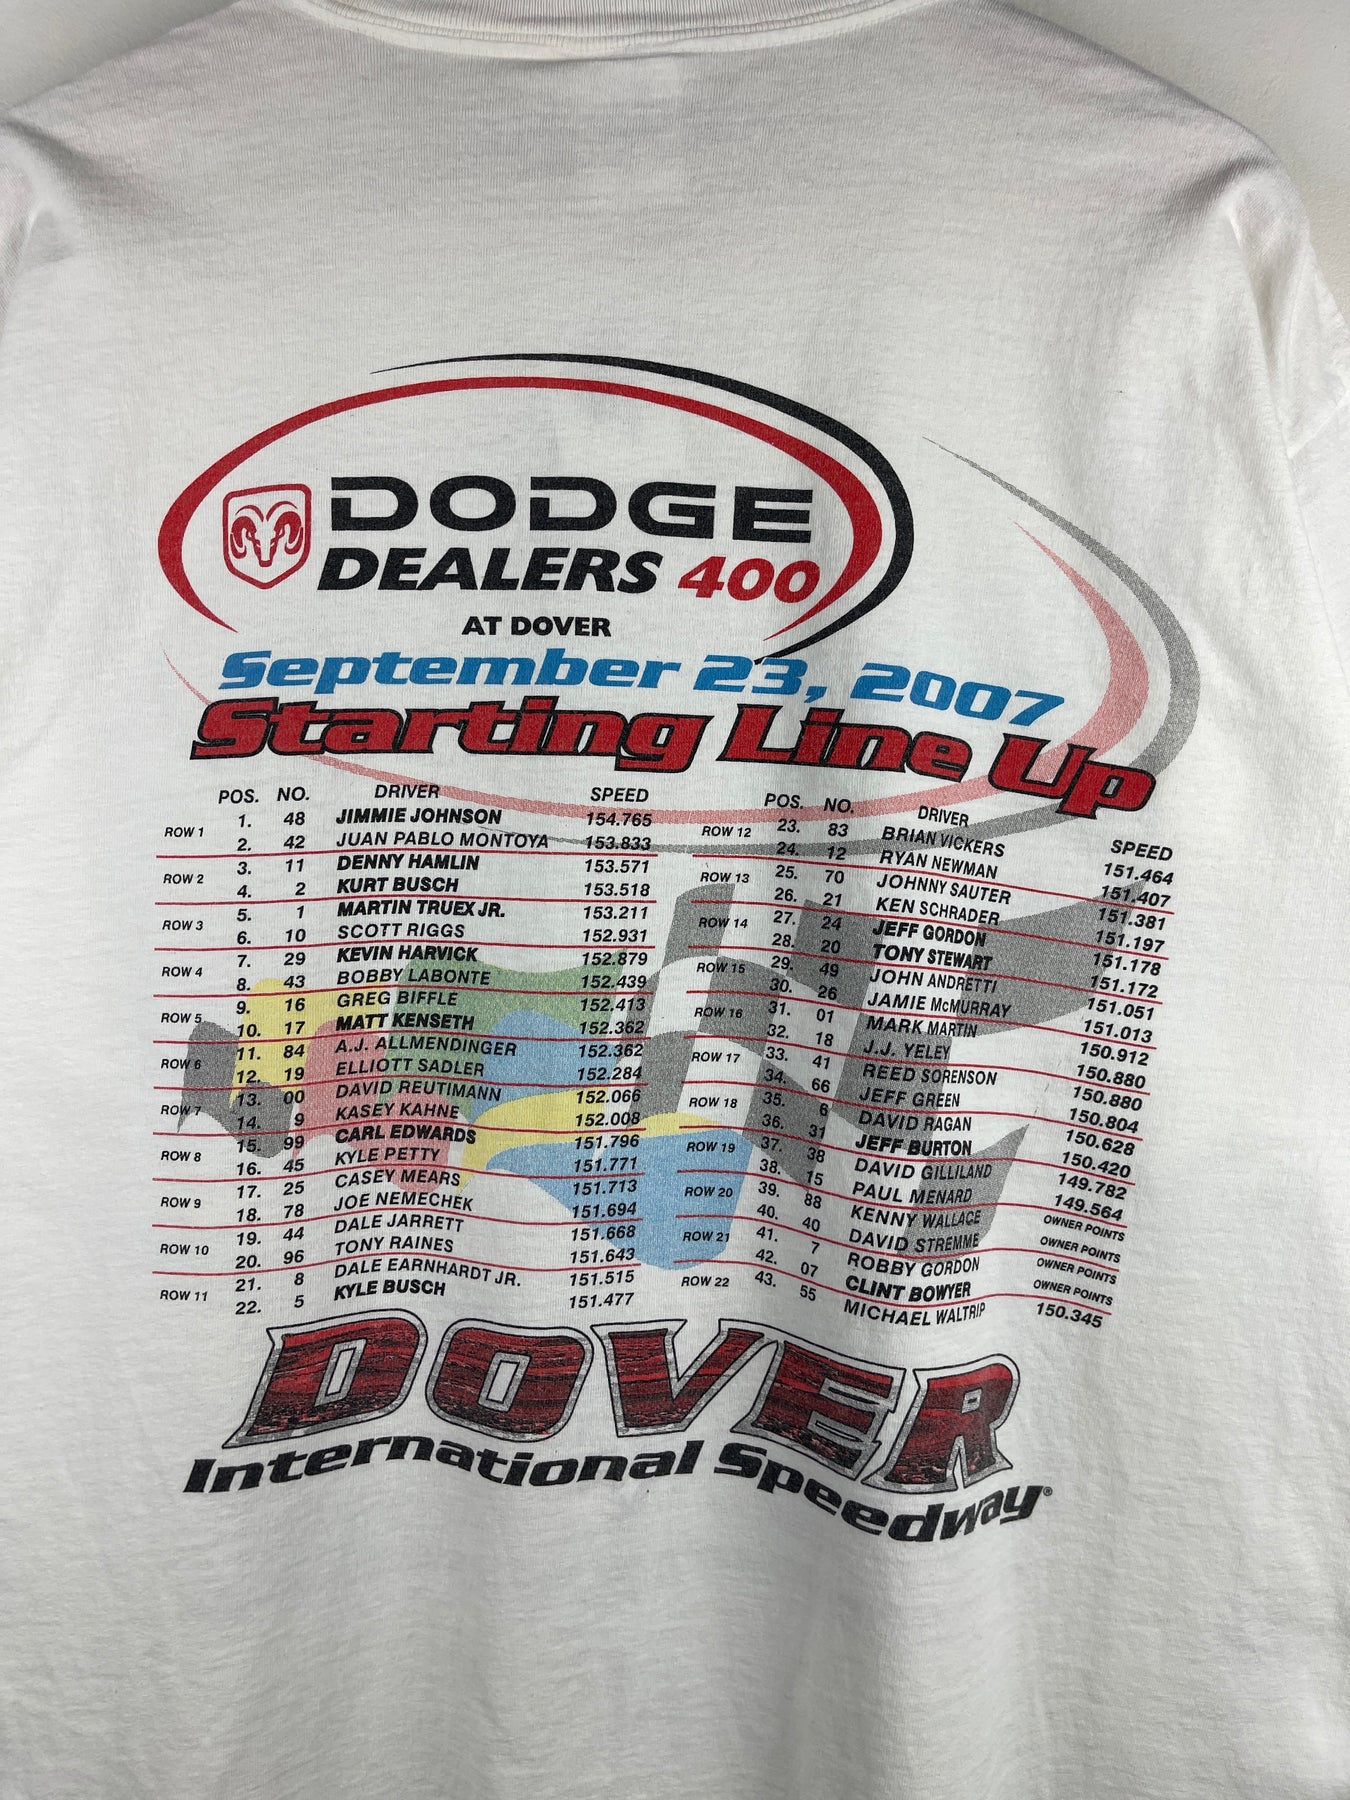 DODGE
DEALERS 400
AT DOVER
September 23, 2007
Starting Line Up
POS. NO. DRIVER SPEED
ROW 1
1. 48 JIMMIE JOHNSON 154.765
2. 42 JUAN PABLO MONTOYA 153.833
ROW 2
3. 11 DENNY HAMLIN 153.571
4. 2 KURT BUSCH 153.518
ROW 3
5. 1 MARTIN TRUEX JR. 153.211
6. 10 SCOTT RIGGS 152.931
ROW 4
7. 29 KEVIN HARVICK 152.879
8. 43 BOBBY LABONTE 152.439
ROW 5
9. 16 GREG BIFFLE 152.413
10. 17 MATT KENSETH 152.362
ROW 6
11. 84 A.J. ALLMENDINGER 152.362
12. 19 ELLIOTT SADLER 152.284
ROW 7
13. 00 DAVID REUTIMANN 152.066
14. 9 KASEY KAHNE 152.008
ROW 8
15. 99 CARL EDWARDS 151.796
16. 45 KYLE PETTY 151.771
ROW 9
17. 25 CASEY MEARS 151.713
18. 78 JOE NEMECHEK 151.694
ROW 10
19. 44 DALE JARRETT 151.668
20. 96 TONY RAINES 151.643
ROW 11
21. 8 DALE EARNHARDT JR. 151.515
22. 5 KYLE BUSCH 151.477
POS. NO. DRIVER SPEED
ROW 12
23. 83 BRIAN VICKERS 151.464
24. 12 RYAN NEWMAN 151.407
ROW 13
25. 70 JOHNNY SAUTER 151.381
26. 21 KEN SCHRADER 151.197
ROW 14
27. 24 JEFF GORDON 151.178
28. 20 TONY STEWART 151.172
ROW 15
29. 49 JOHN ANDRETTI 151.051
30. 26 JAMIE McMURRAY 151.013
ROW 16
31. 01 MARK MARTIN 150.912
32. 18 J.J. YELEY 150.880
ROW 17
33. 41 REED SORENSON 150.880
34. 66 JEFF GREEN 150.804
ROW 18
35. 6 DAVID RAGAN 150.628
36. 31 JEFF BURTON 150.420
ROW 19
37. 38 DAVID GILLILAND 149.782
38. 15 PAUL MENARD 149.564
ROW 20
39. 88 KENNY WALLACE OWNER POINTS
40. 40 DAVID STREMME OWNER POINTS
ROW 21
41. 7 ROBBY GORDON OWNER POINTS
42. 07 CLINT BOWYER OWNER POINTS
ROW 22
43. 55 MICHAEL WALTRIP 150.345
DOVER
International Speedway®